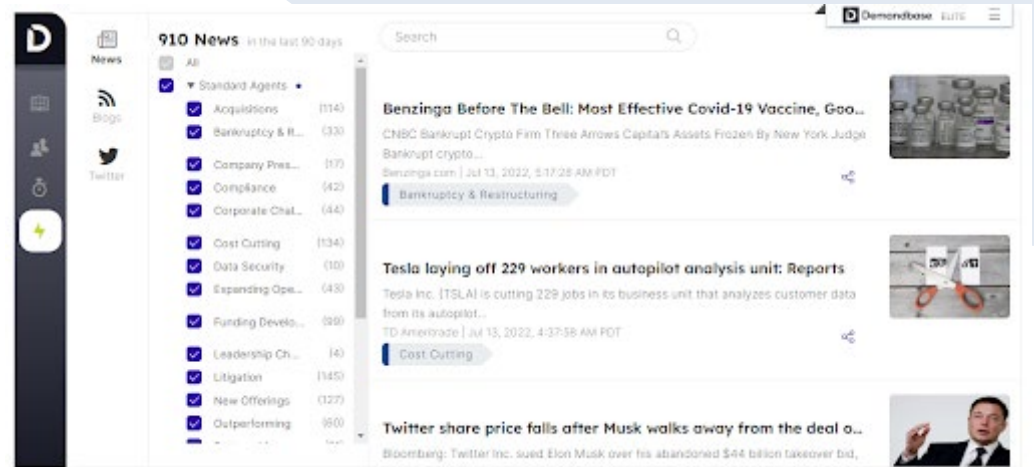 Demandbase ELITE
News
Blogs
Twitter
910 News in the last 90 days
All
Standard Agents
Acquisitions (114)
Bankruptcy & R... (33)
Company Pres... (17)
Compliance (42)
Corporate Chal... (44)
Cost Cutting (134)
Data Security (10)
Expanding Ope... (43)
Funding Develo... (99)
Leadership Ch... (4)
Litigation (145)
New Offerings (127)
Outperforming (60)
Search
Benzinga Before The Bell: Most Effective Covid-19 Vaccine, Goo...
CNBC Bankrupt Crypto Firm Three Arrows Capitals Assets Frozen By New York Judge
Bankrupt crypto...
Benzinga.com | Jul 13, 2022, 5:17:28 AM PDT
Bankruptcy & Restructuring
Tesla laying off 229 workers in autopilot analysis unit: Reports
Tesla Inc. (TSLA) is cutting 229 jobs in its business unit that analyzes customer data
from its autopilot...
TD Ameritrade | Jul 13, 2022, 4:37:58 AM PDT
Cost Cutting
Twitter share price falls after Musk walks away from the deal o...
Bloomberg: Twitter Inc. sued Elon Musk over his abandoned $44 billion takeover bid,